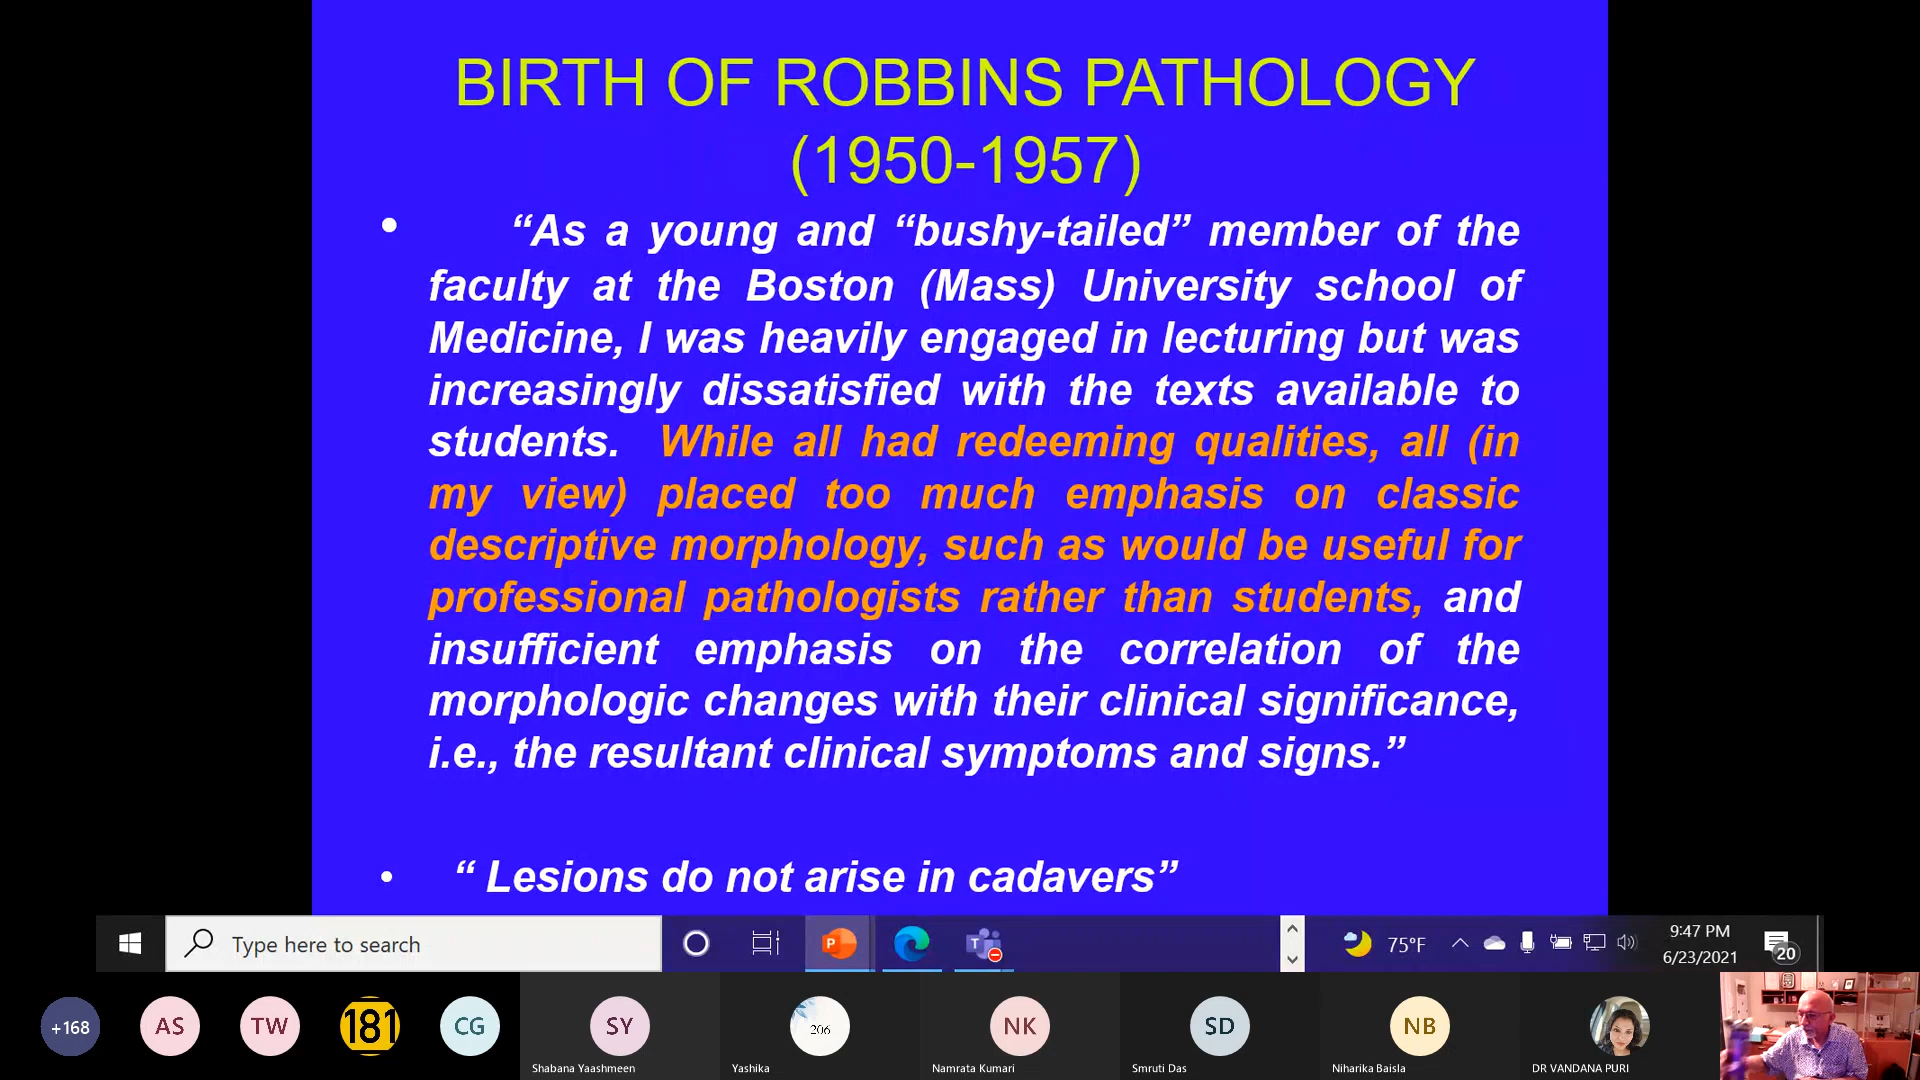 BIRTH OF ROBBINS PATHOLOGY
(1950-1957)
• “As a young and “bushy-tailed” member of the
faculty at the Boston (Mass) University school of
Medicine, I was heavily engaged in lecturing but was
increasingly dissatisfied with the texts available to
students. While all had redeeming qualities, all (in
my view) placed too much emphasis on classic
descriptive morphology, such as would be useful for
professional pathologists rather than students, and
insufficient emphasis on the correlation of the
morphologic changes with their clinical significance,
i.e., the resultant clinical symptoms and signs.”
• “ Lesions do not arise in cadavers”
Type here to search
75°F
9:47 PM
6/23/2021
20
+168
AS
TW
181
CG
SY
206
NK
SD
NB
Shabana Yaashmeen
Yashika
Namrata Kumari
Smruti Das
Niharika Baisla
DR VANDANA PURI